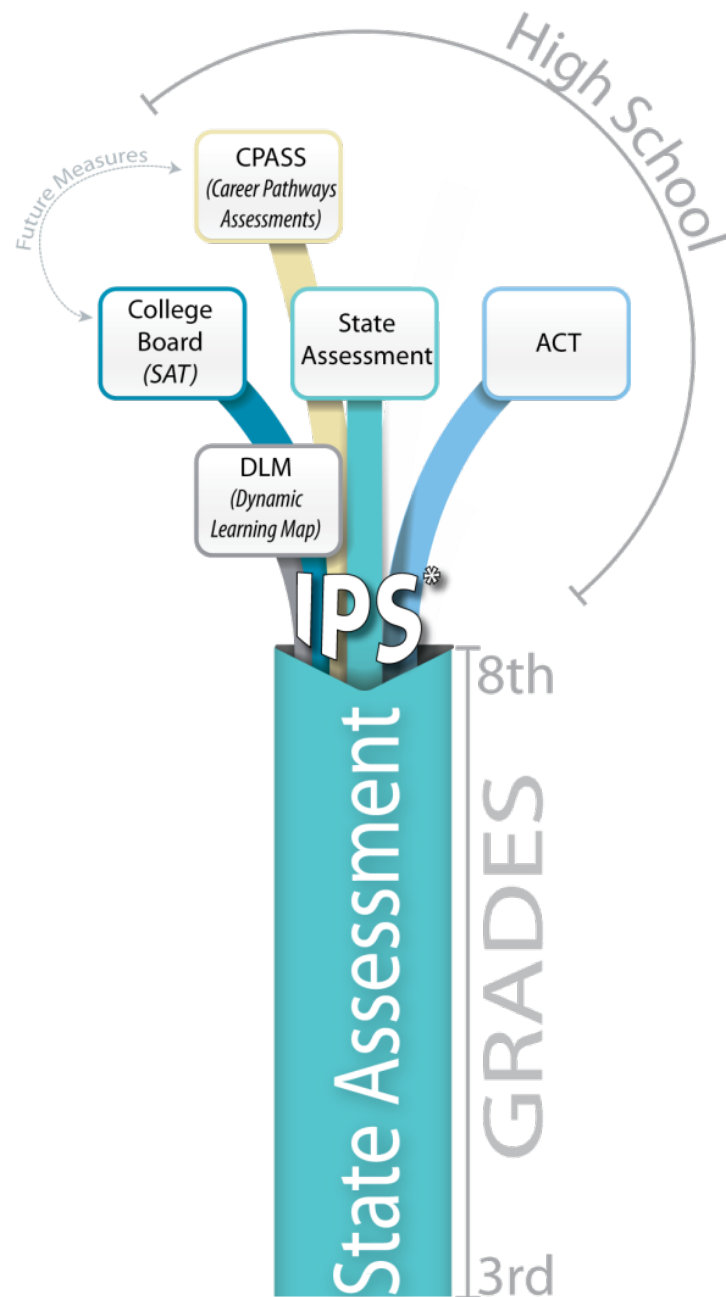 High School
Future Measures
CPASS
(Career Pathways
Assessments)
College
Board
(SAT)
State
Assessment
ACT
DLM
(Dynamic
Learning Map)
IPS*
8th
State Assessment
GRADES
3rd